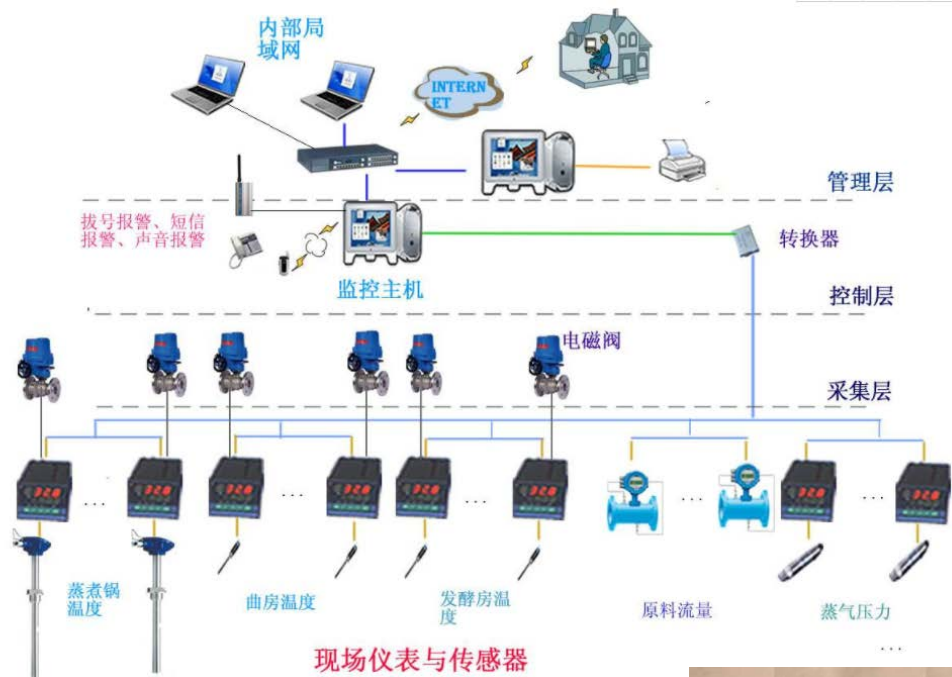 内部局
域网
INTERN
ET
管理层
拔号报警、短信
报警、声音报警
转换器
监控主机
控制层
电磁阀
采集层
...
...
...
...
...
蒸煮锅
温度
曲房温度
发酵房温
度
原料流量
蒸气压力
...
现场仪表与传感器